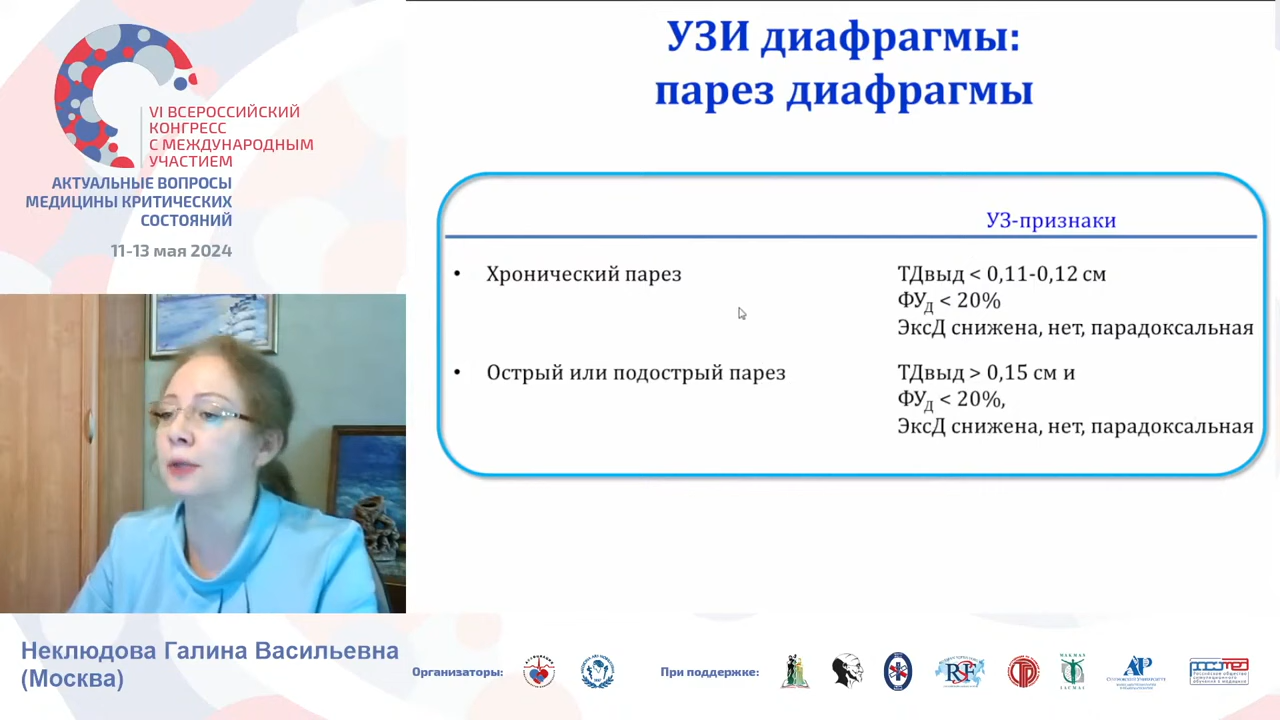 VI ВСЕРОССИЙСКИЙ
КОНГРЕСС
С МЕЖДУНАРОДНЫМ
УЧАСТИЕМ
АКТУАЛЬНЫЕ ВОПРОСЫ
МЕДИЦИНЫ КРИТИЧЕСКИХ
СОСТОЯНИЙ
11-13 мая 2024
УЗИ диафрагмы:
парез диафрагмы
УЗ-признаки
• Хронический парез
ТДвыд < 0,11-0,12 см
ФУд < 20%
ЭксД снижена, нет, парадоксальная
• Острый или подострый парез
ТДвыд > 0,15 см и
ФУд < 20%,
ЭксД снижена, нет, парадоксальная
Неклюдова Галина Васильевна
(Москва)
Организаторы:
При поддержке: